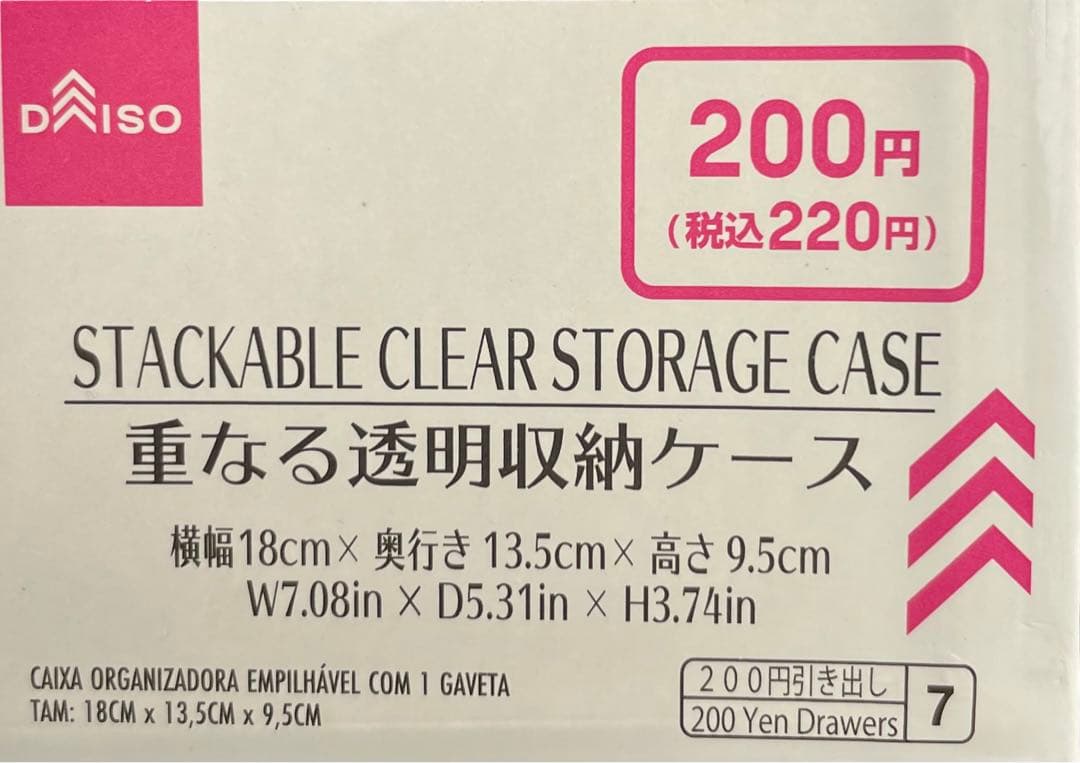 DAISO
200円
(税込220円)
STACKABLE CLEAR STORAGE CASE
重なる透明収納ケース
横幅18cm× 奥行き 13.5cm× 高さ 9.5cm
W7.08in × D5.31in × H3.74in
CAIXA ORGANIZADORA EMPILHÁVEL COM 1 GAVETA
TAM: 18CM x 13,5CM x 9,5CM
200円引き出し
200 Yen Drawers
7